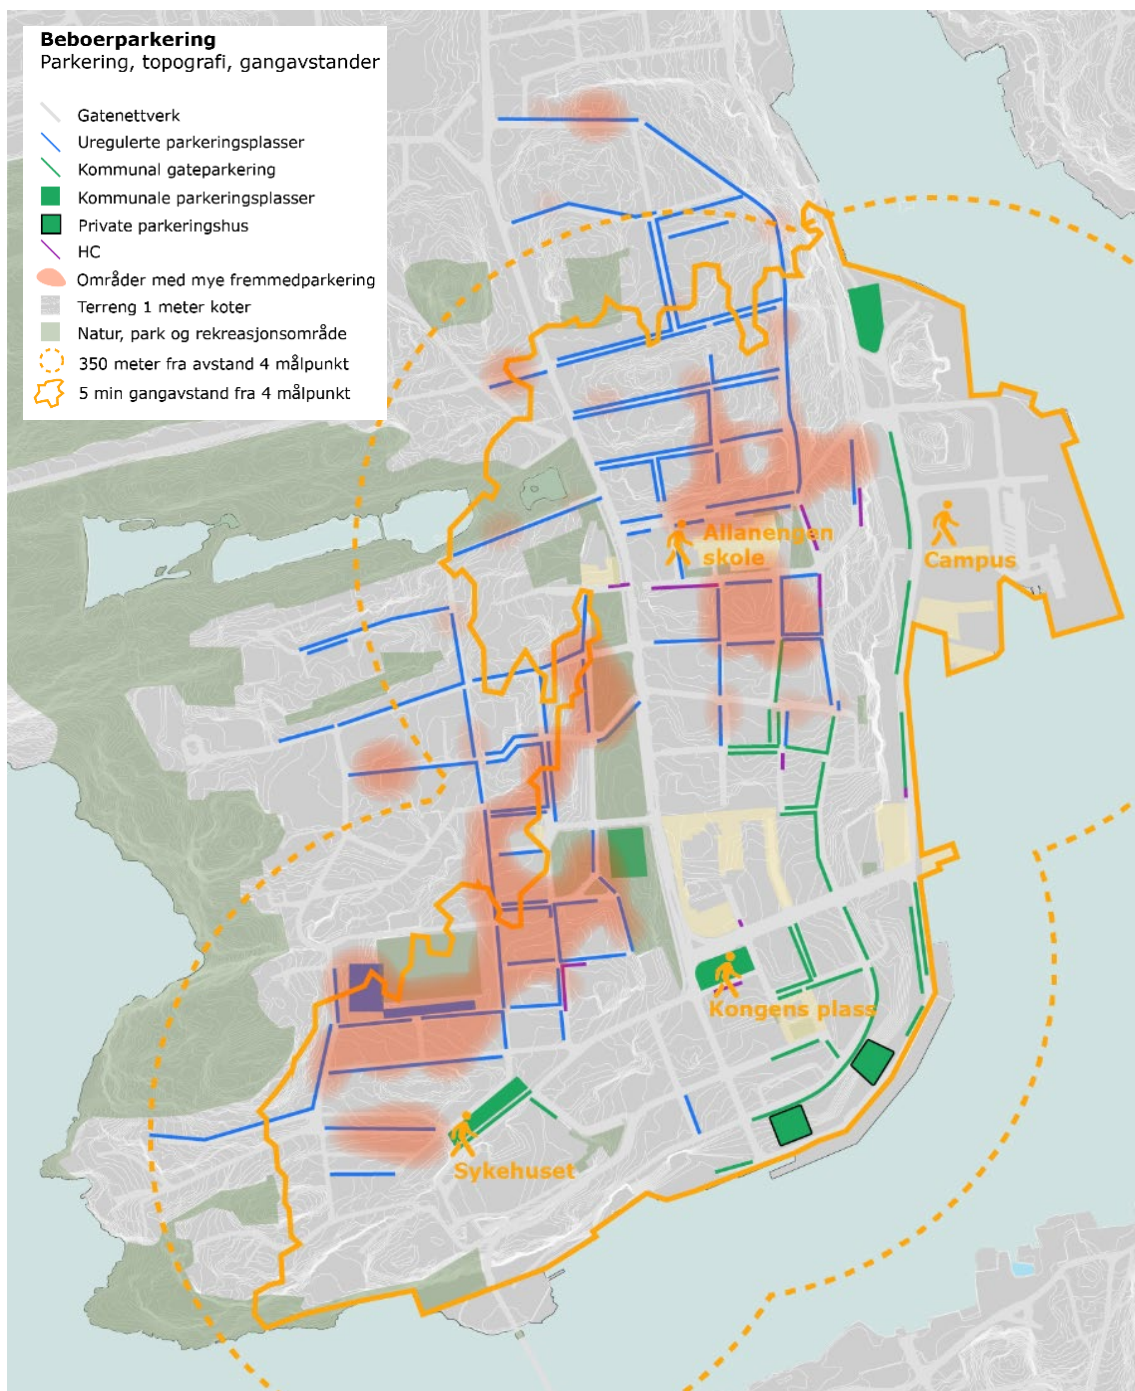 Beboerparkering
Parkering, topografi, gangavstander
Gatenettverk
Uregulerte parkeringsplasser
Kommunal gateparkering
Kommunale parkeringsplasser
Private parkeringshus
HC
Områder med mye fremmedparkering
Terreng 1 meter koter
Natur, park og rekreasjonsområde
350 meter fra avstand 4 målpunkt
5 min gangavstand fra 4 målpunkt
Allanengen
skole
Campus
Kongens plass
Sykehuset